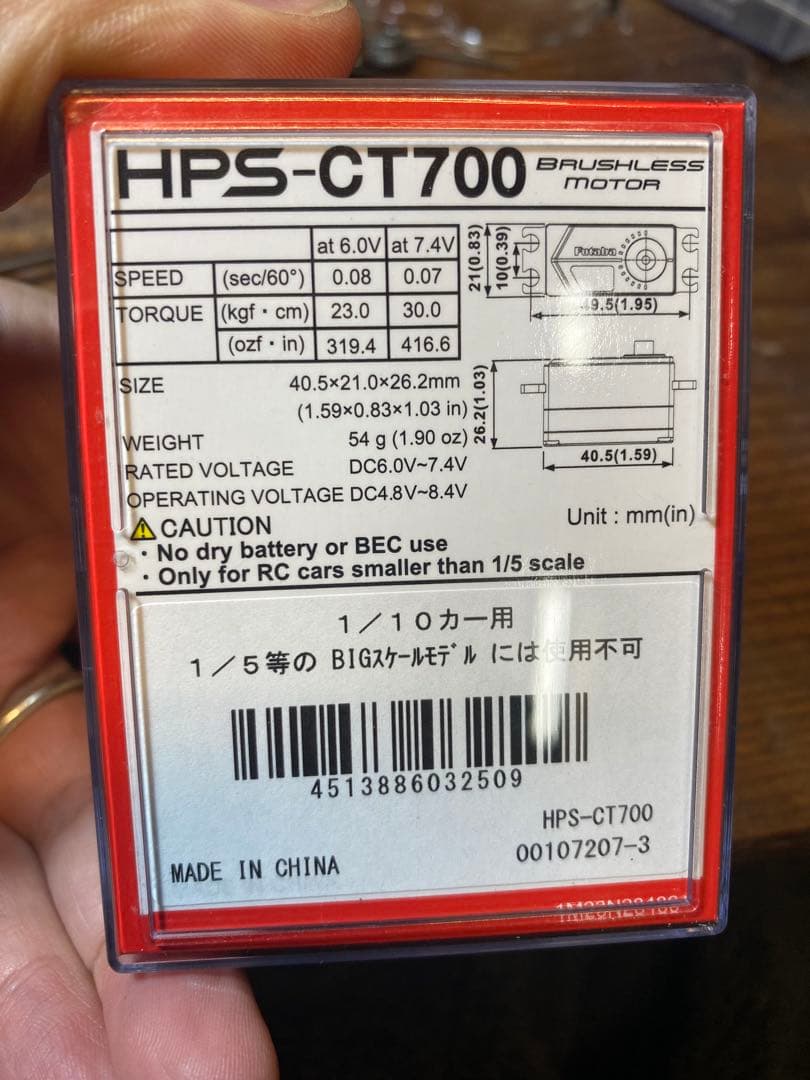 HPS-CT700 BRUSHLESS MOTOR
at 6.0V at 7.4V
SPEED (sec/60°) 0.08 0.07
TORQUE (kgf・cm) 23.0 30.0
(ozf・in) 319.4 416.6
21(0.83)
10(0.39)
Futaba
49.5(1.95)
SIZE 40.5×21.0×26.2mm
(1.59×0.83×1.03 in)
26.2(1.03)
40.5(1.59)
WEIGHT 54 g (1.90 oz)
RATED VOLTAGE DC6.0V~7.4V
OPERATING VOLTAGE DC4.8V~8.4V
Unit : mm(in)
⚠CAUTION
・No dry battery or BEC use
・Only for RC cars smaller than 1/5 scale
1／10カー用
1／5等の BIGスケールモデル には使用不可
4513886032509
HPS-CT700
00107207-3
MADE IN CHINA